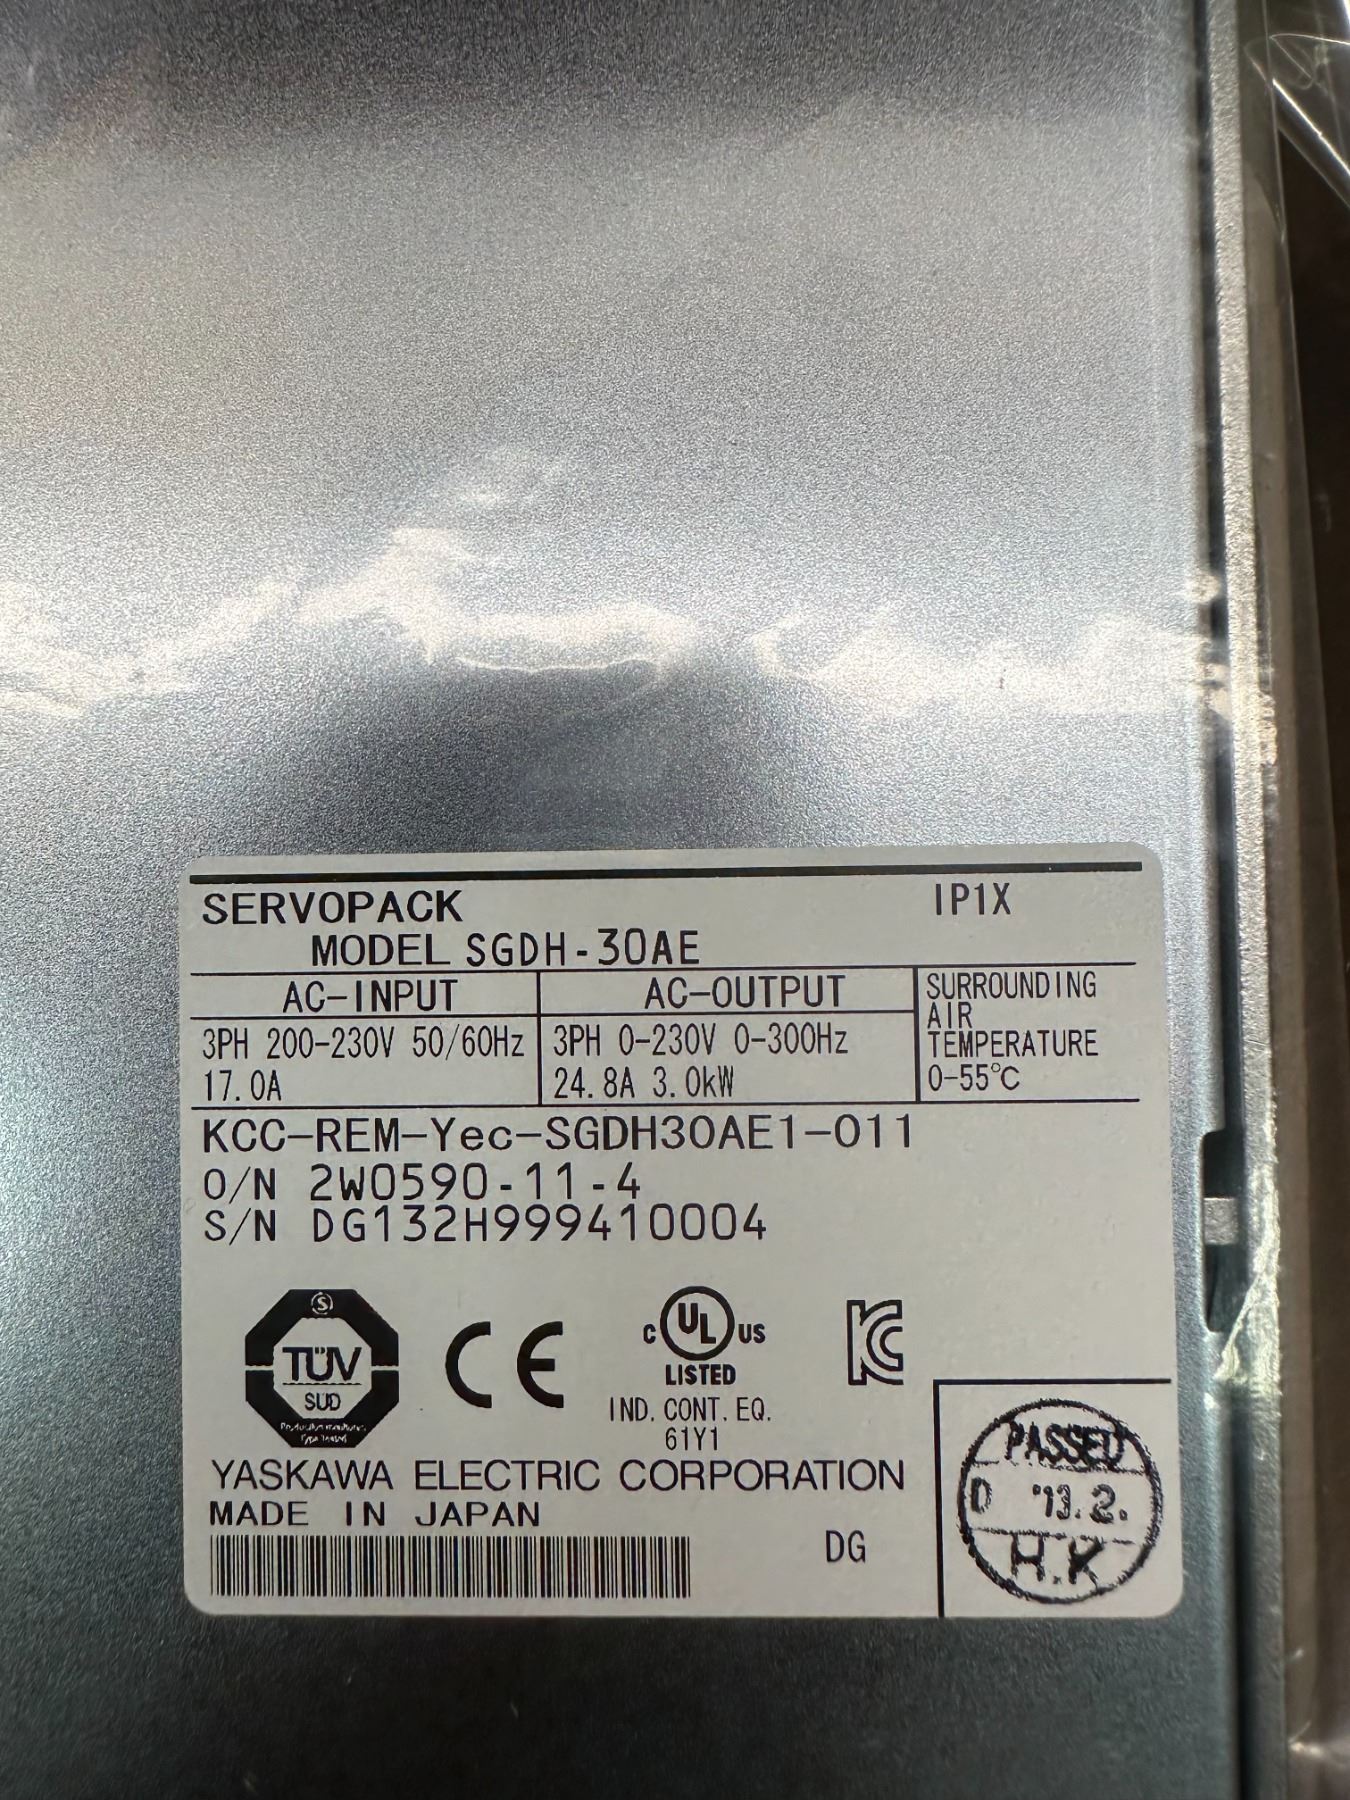 SERVOPACK IP1X
MODEL SGDH-30AE
AC-INPUT
3PH 200-230V 50/60Hz
17.0A
AC-OUTPUT
3PH 0-230V 0-300Hz
24.8A 3.0kW
SURROUNDING
AIR
TEMPERATURE
0-55°C
KCC-REM-Yec-SGDH30AE1-011
O/N 2W0590-11-4
S/N DG132H999410004
S
TÜV
SÜD
CE
C UL US
LISTED
IND. CONT. EQ.
61Y1
KC
YASKAWA ELECTRIC CORPORATION
MADE IN JAPAN
DG
PASSED
D '13.2.
H.K